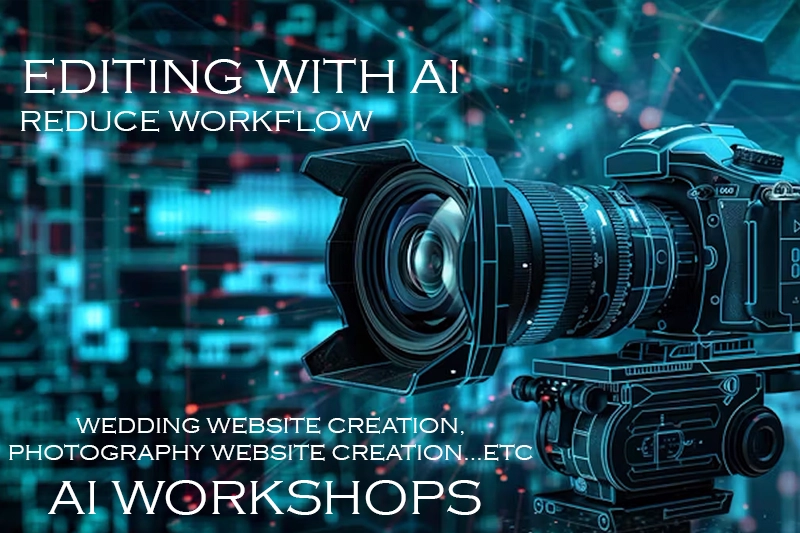 EDITING WITH AI
REDUCE WORKFLOW
WEDDING WEBSITE CREATION,
PHOTOGRAPHY WEBSITE CREATION...ETC
AI WORKSHOPS